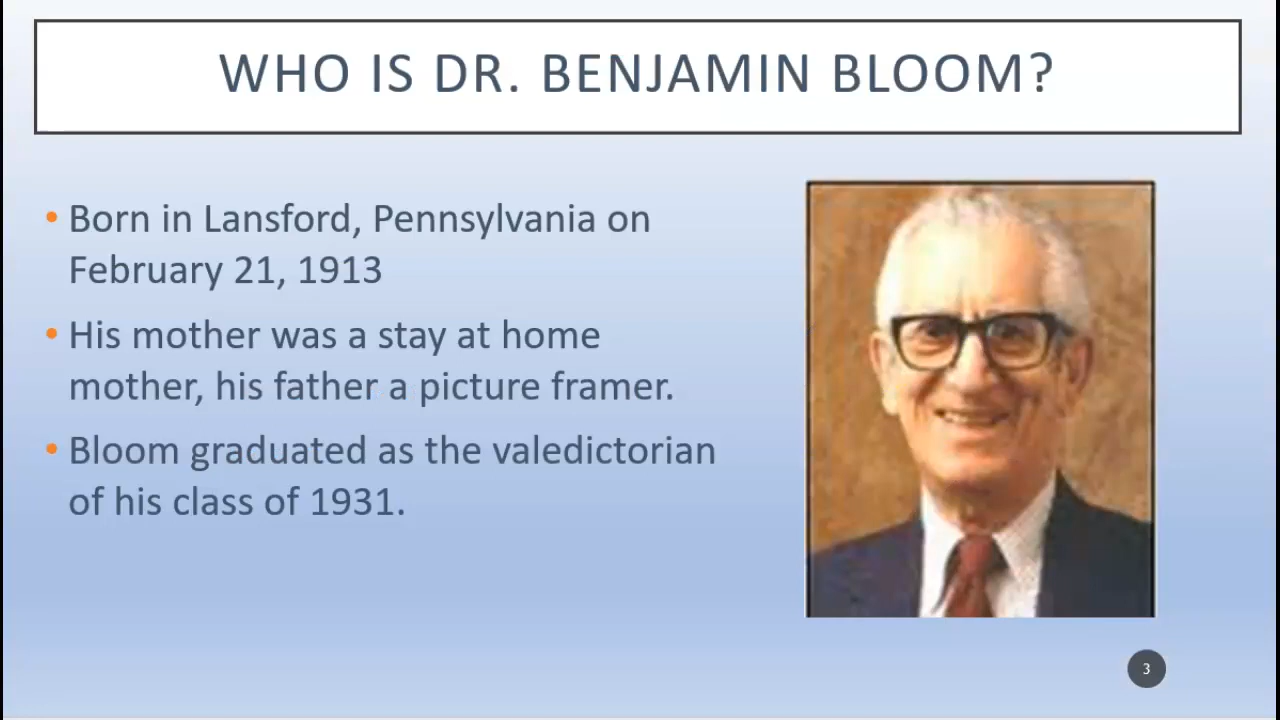 WHO IS DR. BENJAMIN BLOOM?
• Born in Lansford, Pennsylvania on
February 21, 1913
• His mother was a stay at home
mother, his father a picture framer.
• Bloom graduated as the valedictorian
of his class of 1931.
3